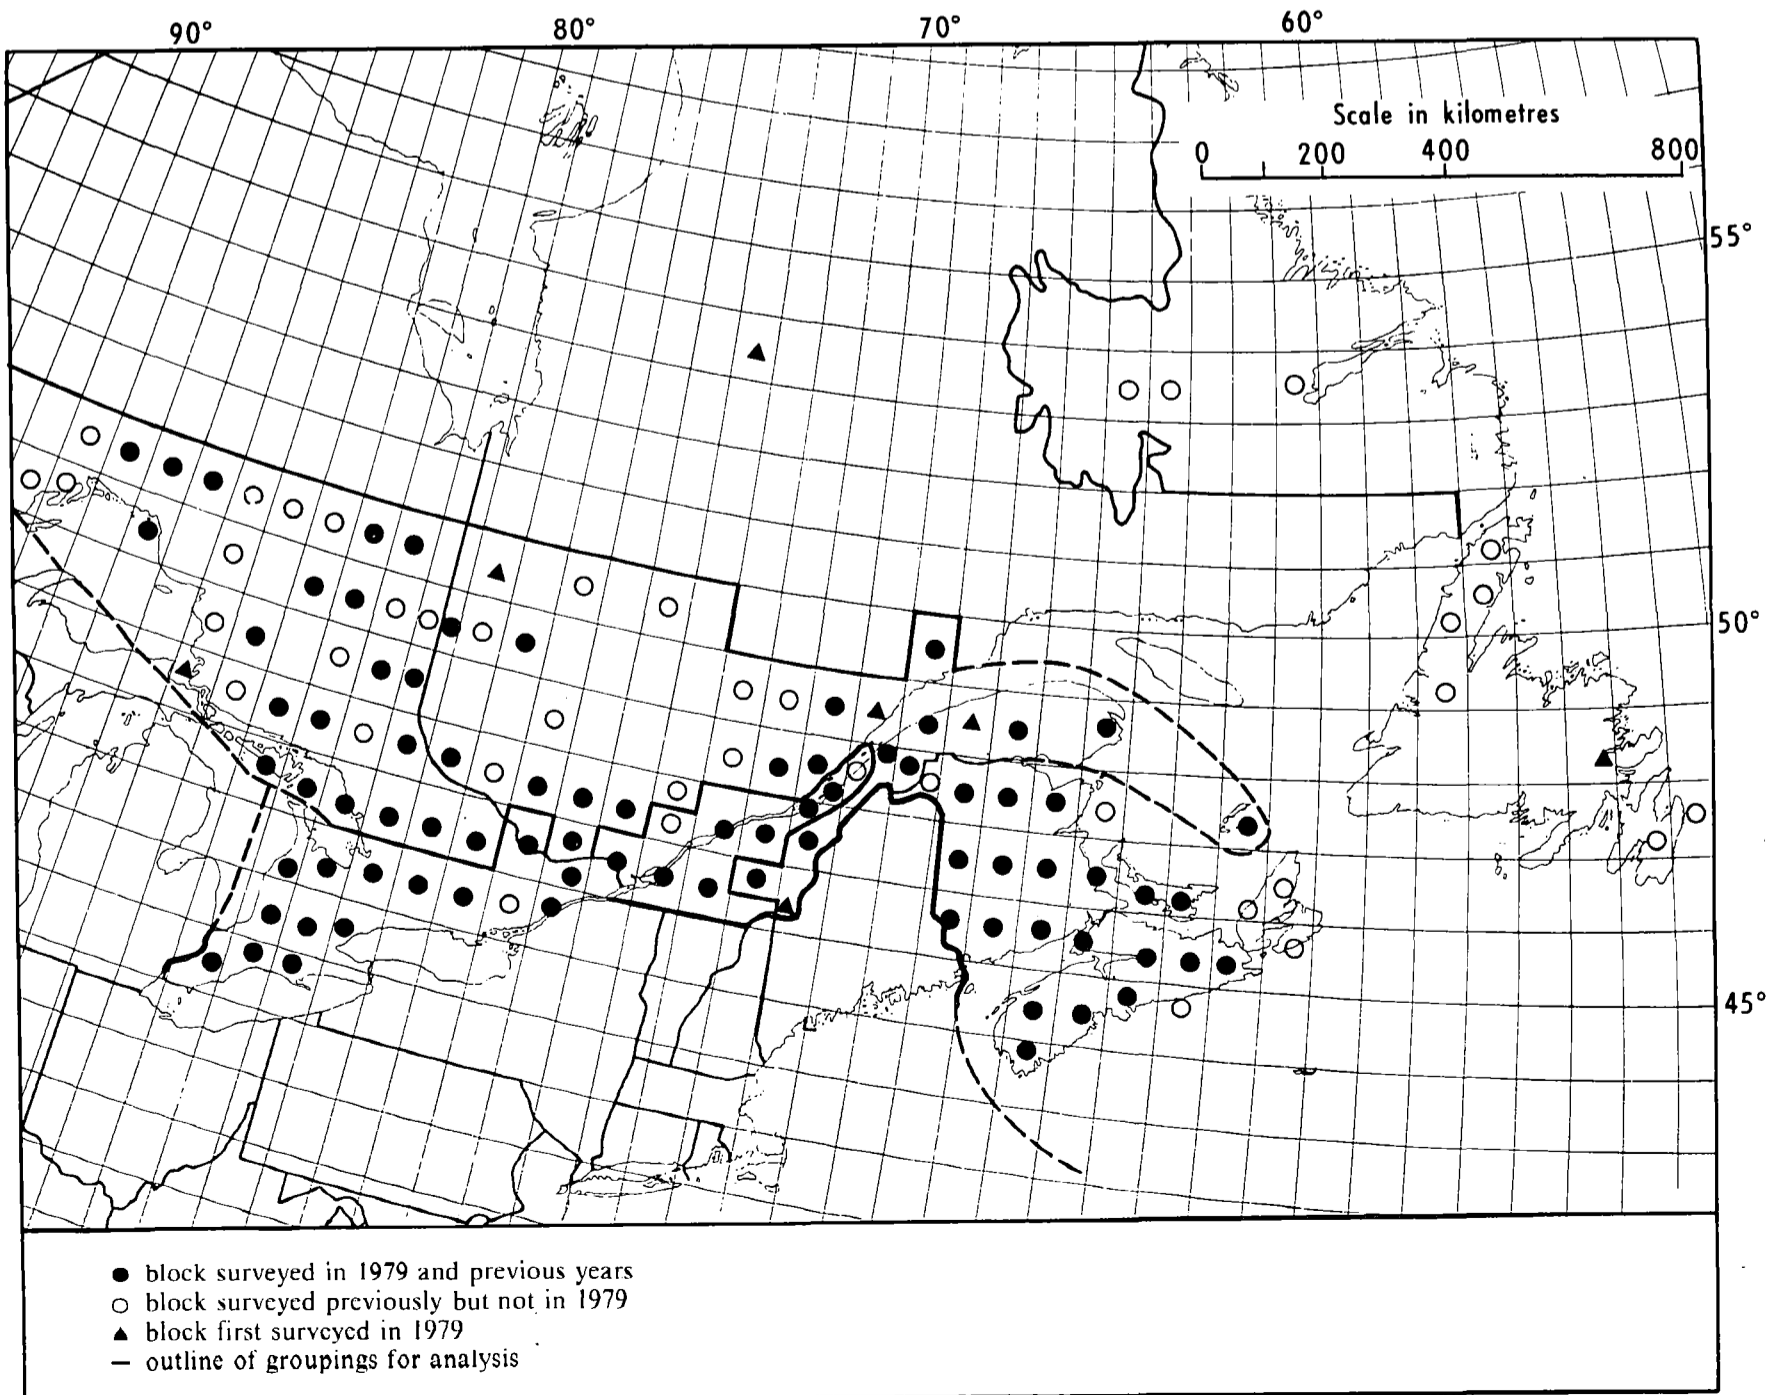 90° 80° 70° 60°
Scale in kilometres
0 200 400 800
55°
50°
45°
block surveyed in 1979 and previous years
block surveyed previously but not in 1979
block first surveyed in 1979
outline of groupings for analysis